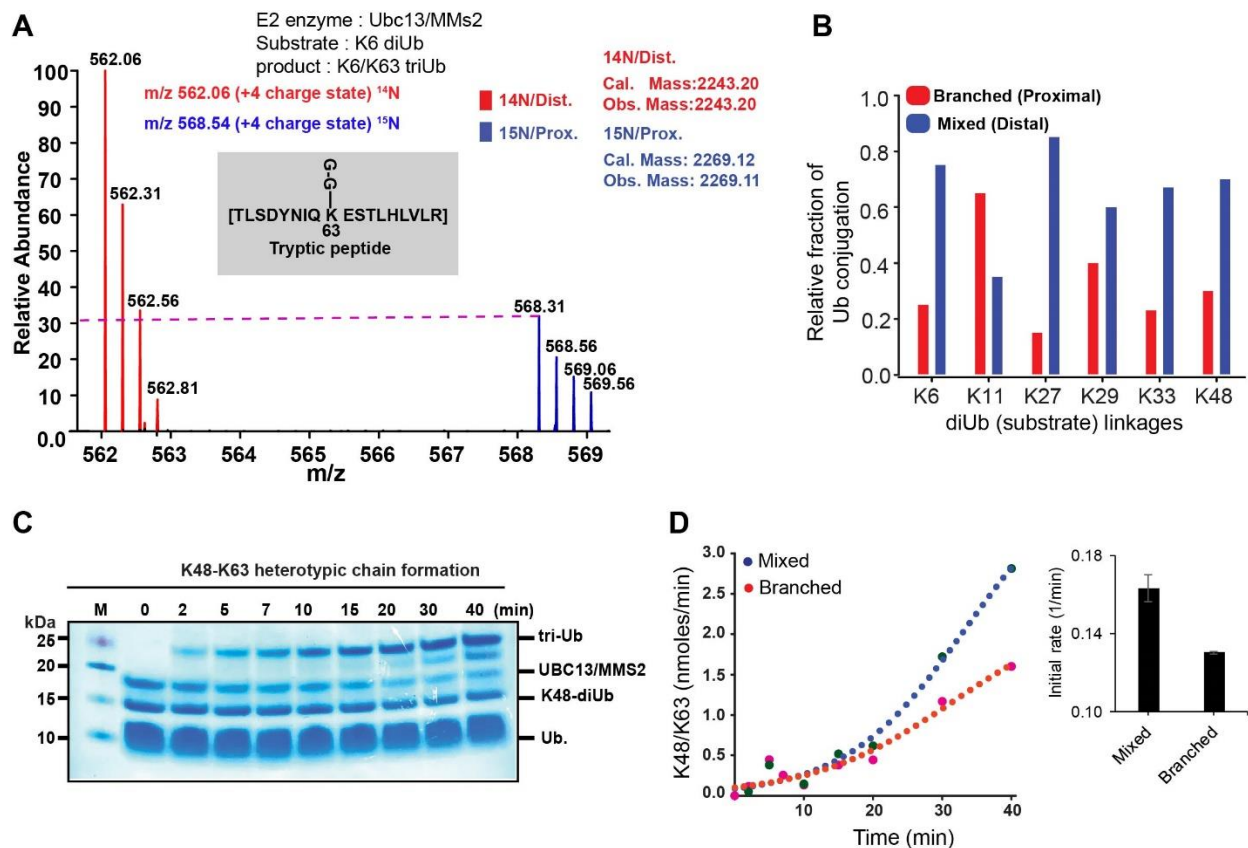 A
E2 enzyme : Ubc13/MMs2
Substrate : K6 diUb
product : K6/K63 triUb
m/z 562.06 (+4 charge state) ¹⁴N
m/z 568.54 (+4 charge state) ¹⁵N
14N/Dist.
15N/Prox.
14N/Dist.
Cal. Mass:2243.20
Obs. Mass:2243.20
15N/Prox.
Cal. Mass: 2269.12
Obs. Mass: 2269.11
G-G
[TLSDYNIQ K ESTLHLVLR]
63
Tryptic peptide
562.06
562.31
562.56
562.81
568.31
568.56
569.06
569.56
Relative Abundance
100
90
80
70
60
50
40
30
20
10
0.0
562 563 564 565 566 567 568 569
m/z
B
Branched (Proximal)
Mixed (Distal)
Relative fraction of
Ub conjugation
1.0
0.8
0.6
0.4
0.2
0.0
K6 K11 K27 K29 K33 K48
diUb (substrate) linkages
C
K48-K63 heterotypic chain formation
M 0 2 5 7 10 15 20 30 40 (min)
kDa
25
20
15
10
tri-Ub
UBC13/MMS2
K48-diUb
Ub.
D
Mixed
Branched
K48/K63 (nmoles/min)
3.0
2.5
2.0
1.5
1.0
0.5
0.0
10 20 30 40
Time (min)
Initial rate (1/min)
0.18
0.14
0.10
Mixed
Branched